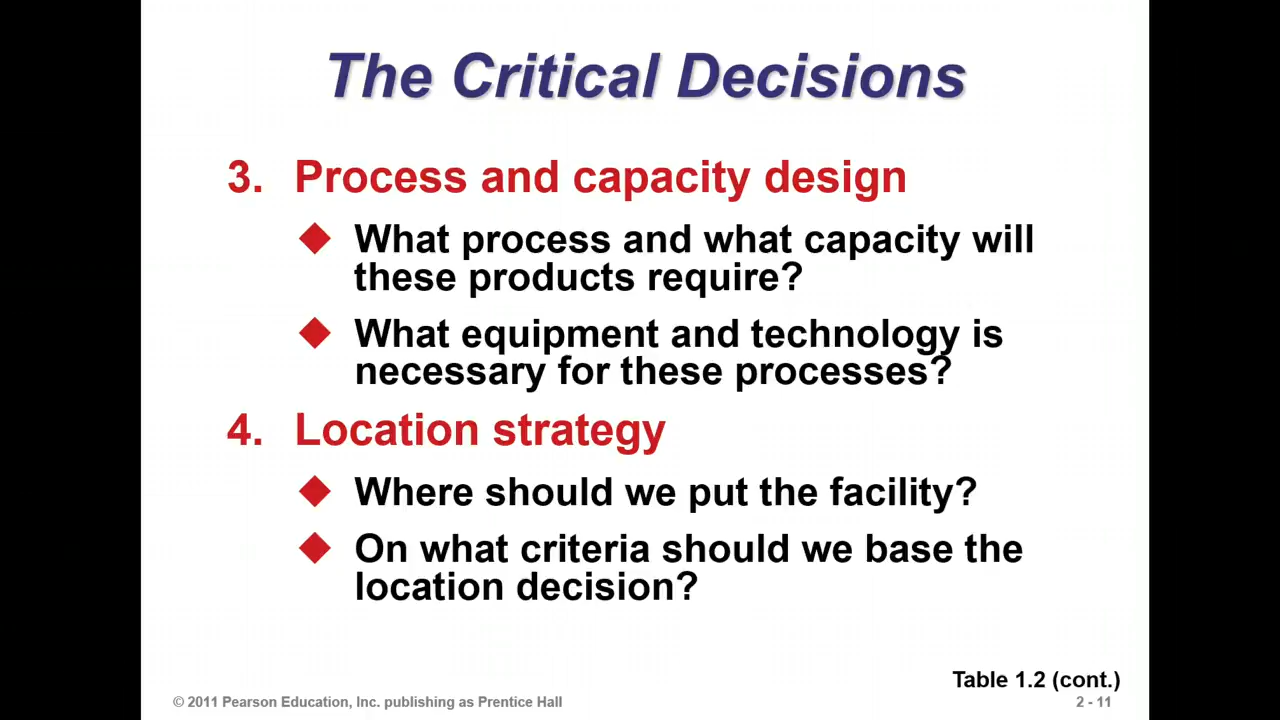 The Critical Decisions
3. Process and capacity design
What process and what capacity will
these products require?
What equipment and technology is
necessary for these processes?
4. Location strategy
Where should we put the facility?
On what criteria should we base the
location decision?
Table 1.2 (cont.)
© 2011 Pearson Education, Inc. publishing as Prentice Hall
2 - 11